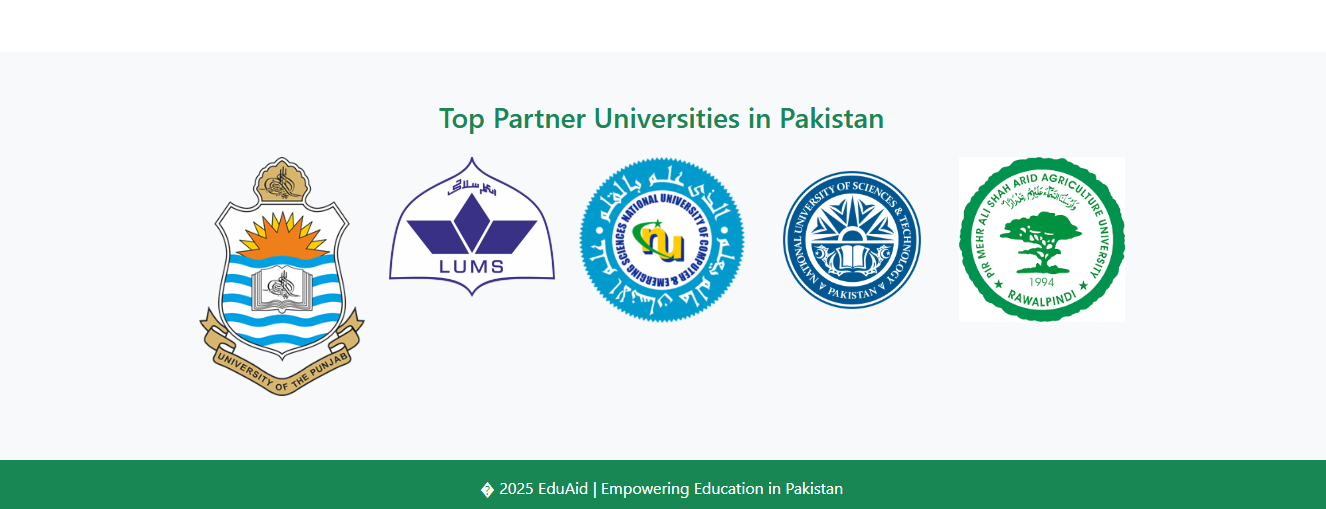 Top Partner Universities in Pakistan
UNIVERSITY OF THE PUNJAB
LUMS
NATIONAL UNIVERSITY OF COMPUTER & EMERGING SCIENCES
nu
NATIONAL UNIVERSITY OF SCIENCES & TECHNOLOGY
PAKISTAN
PIR MEHR ALI SHAH ARID AGRICULTURE UNIVERSITY
1994
RAWALPINDI
� 2025 EduAid | Empowering Education in Pakistan